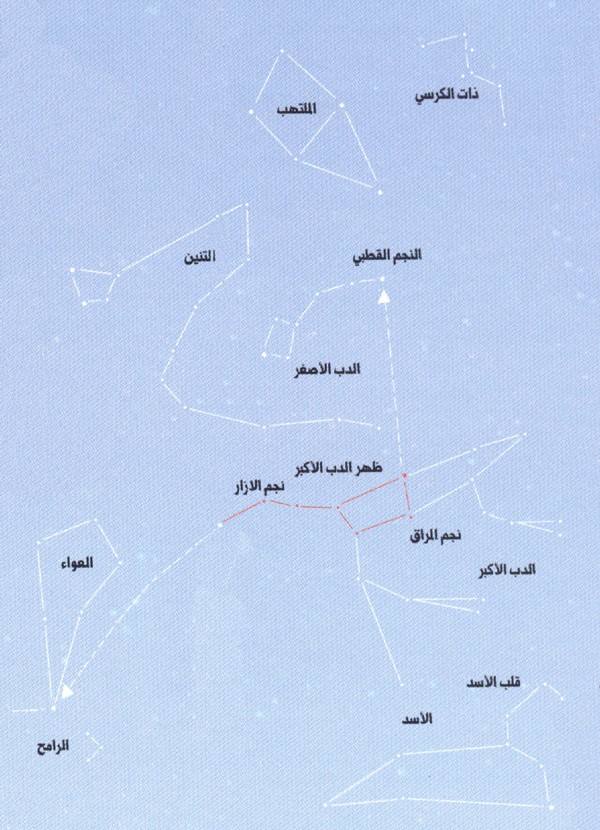 ذات الكرسي
الملتهب
النجم القطبي
التنين
الدب الأصغر
ظهر الدب الأكبر
نجم الازار
نجم المراق
العواء
الدب الأكبر
قلب الأسد
الأسد
الرامح